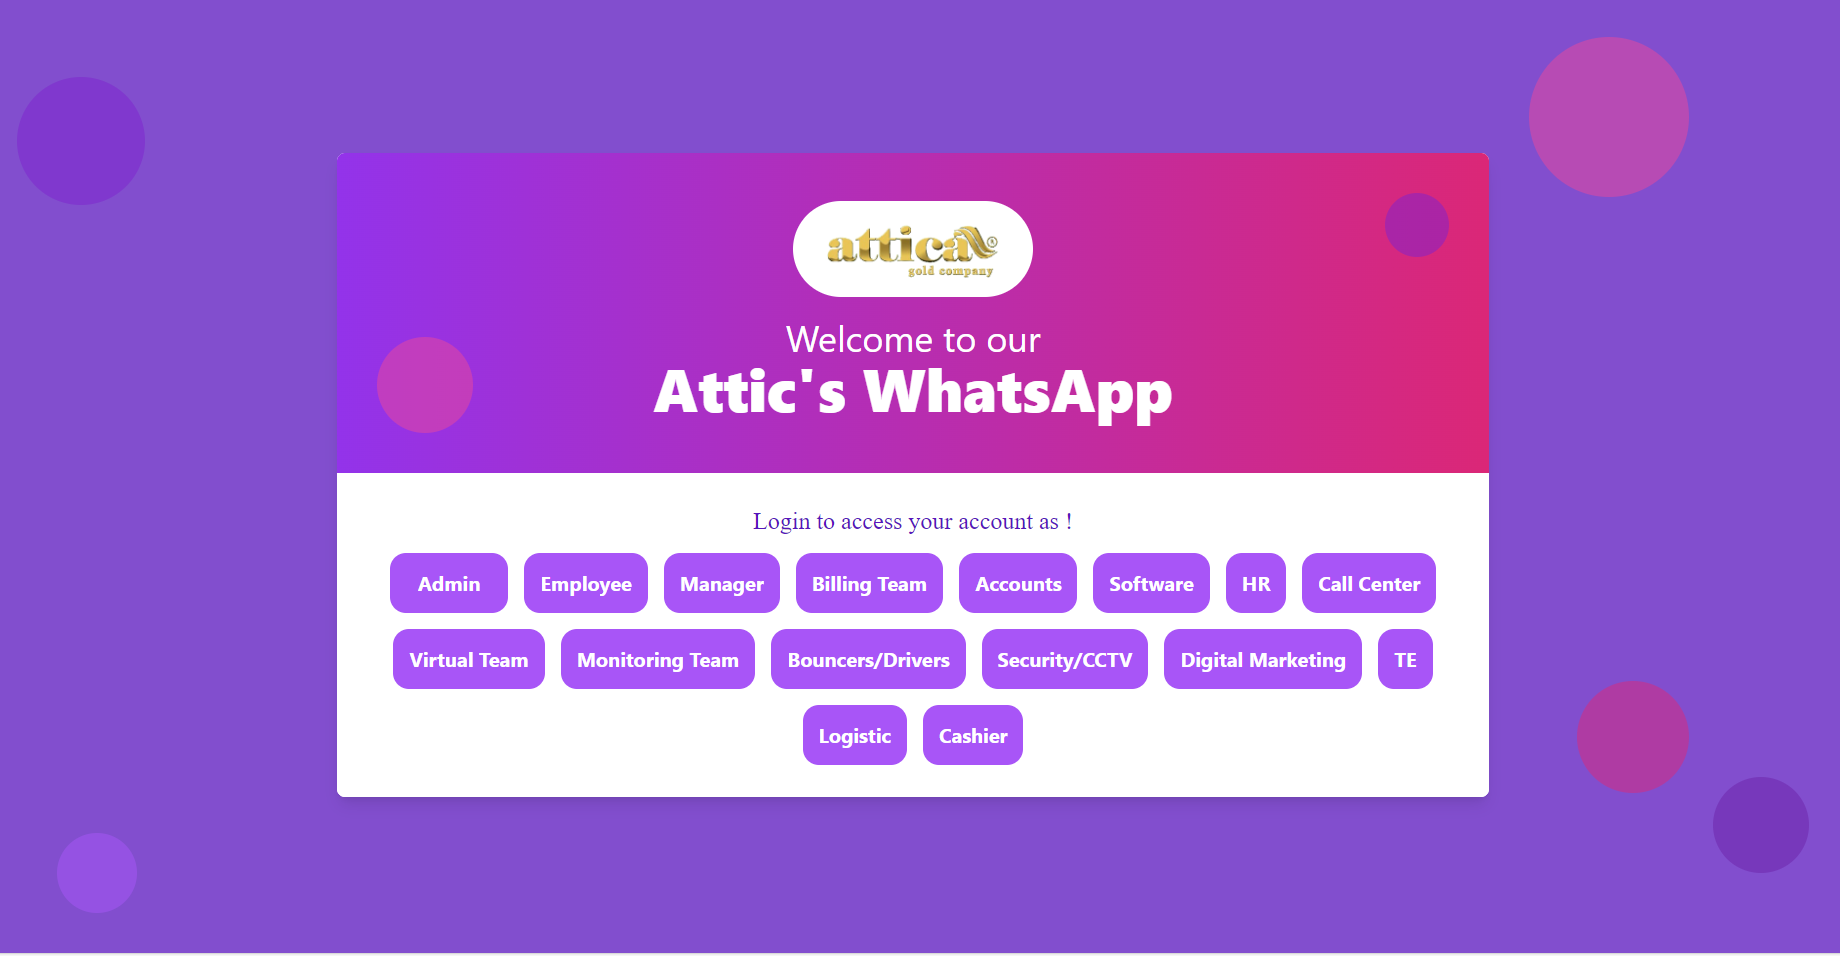 attica®
gold company
Welcome to our
Attic's WhatsApp
Login to access your account as !
Admin Employee Manager Billing Team Accounts Software HR Call Center
Virtual Team Monitoring Team Bouncers/Drivers Security/CCTV Digital Marketing TE
Logistic Cashier